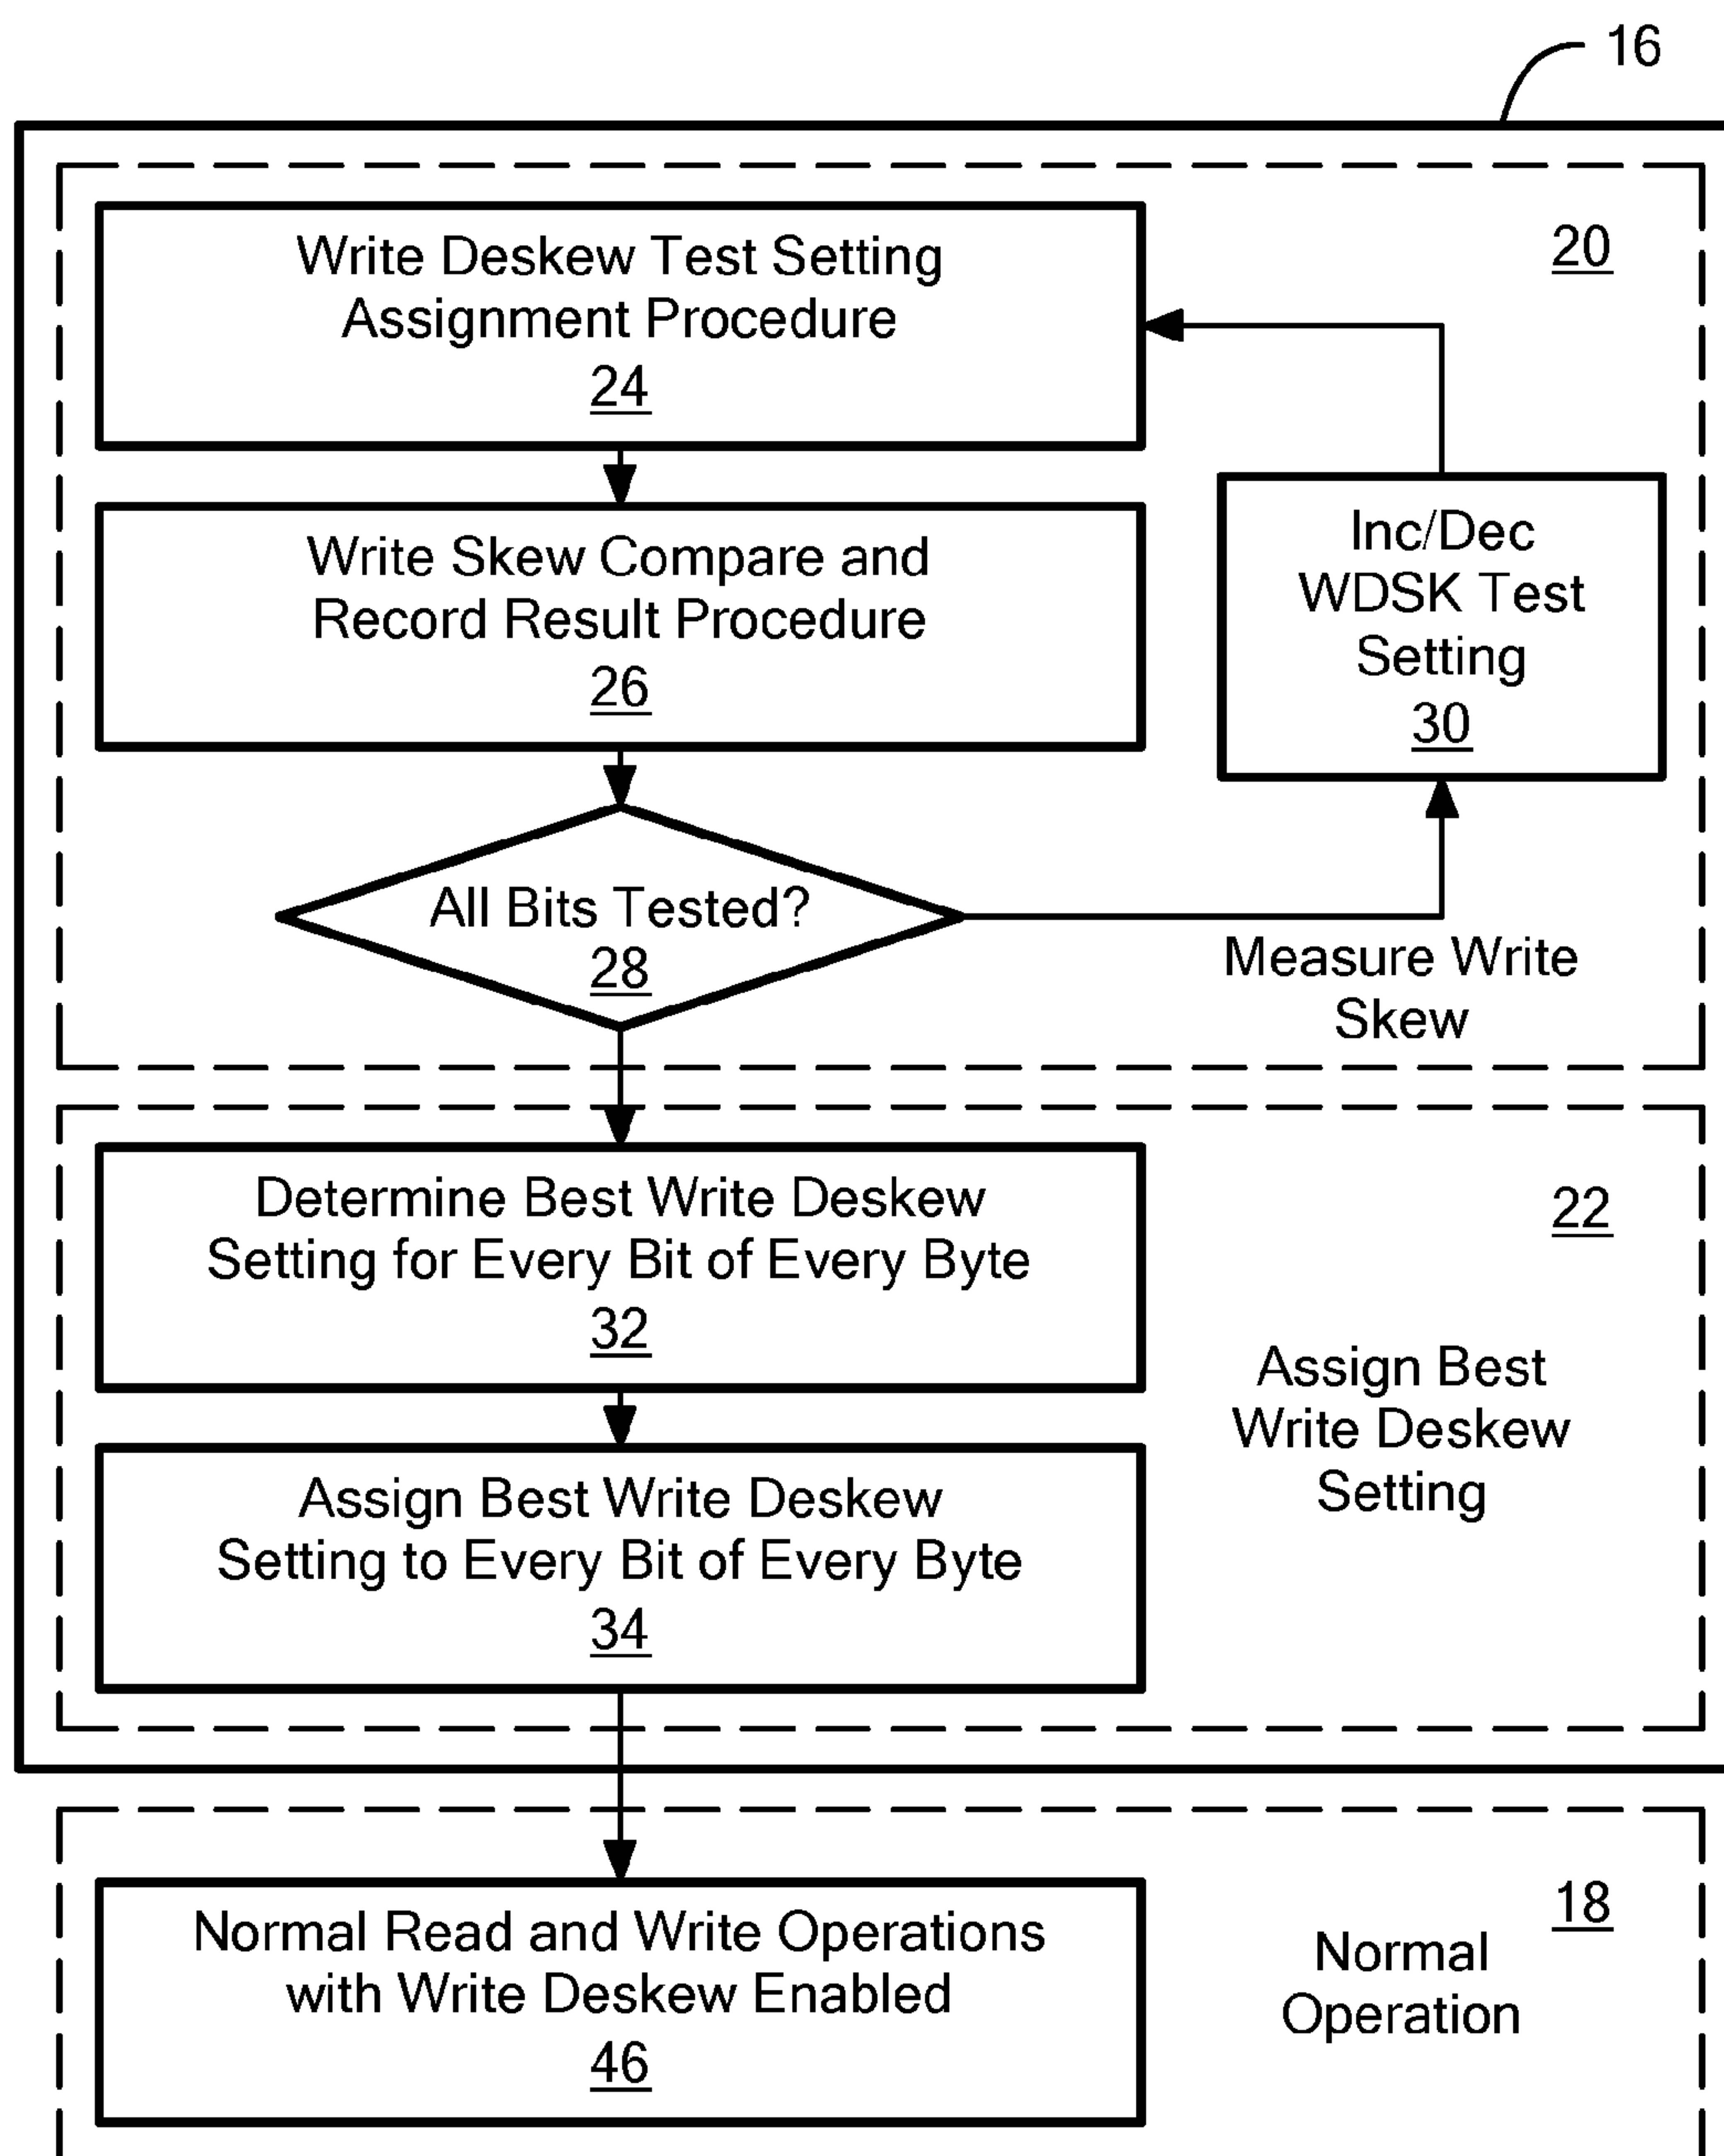 16
20
Write Deskew Test Setting
Assignment Procedure
24
Write Skew Compare and
Record Result Procedure
26
Inc/Dec
WDSK Test
Setting
30
All Bits Tested?
28
Measure Write
Skew
22
Determine Best Write Deskew
Setting for Every Bit of Every Byte
32
Assign Best
Write Deskew
Setting
Assign Best Write Deskew
Setting to Every Bit of Every Byte
34
18
Normal Read and Write Operations
with Write Deskew Enabled
46
Normal
Operation